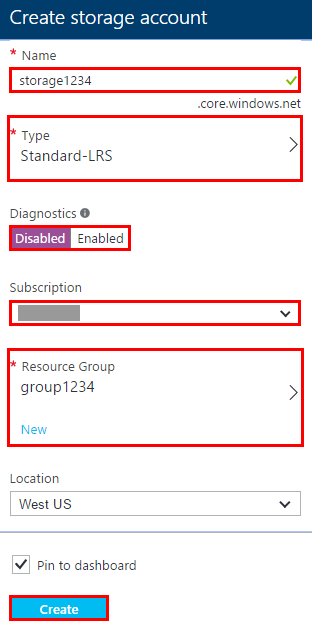 Create storage account
* Name
storage1234
.core.windows.net
* Type
Standard-LRS
Diagnostics
Disabled Enabled
Subscription
* Resource Group
group1234
New
Location
West US
Pin to dashboard
Create